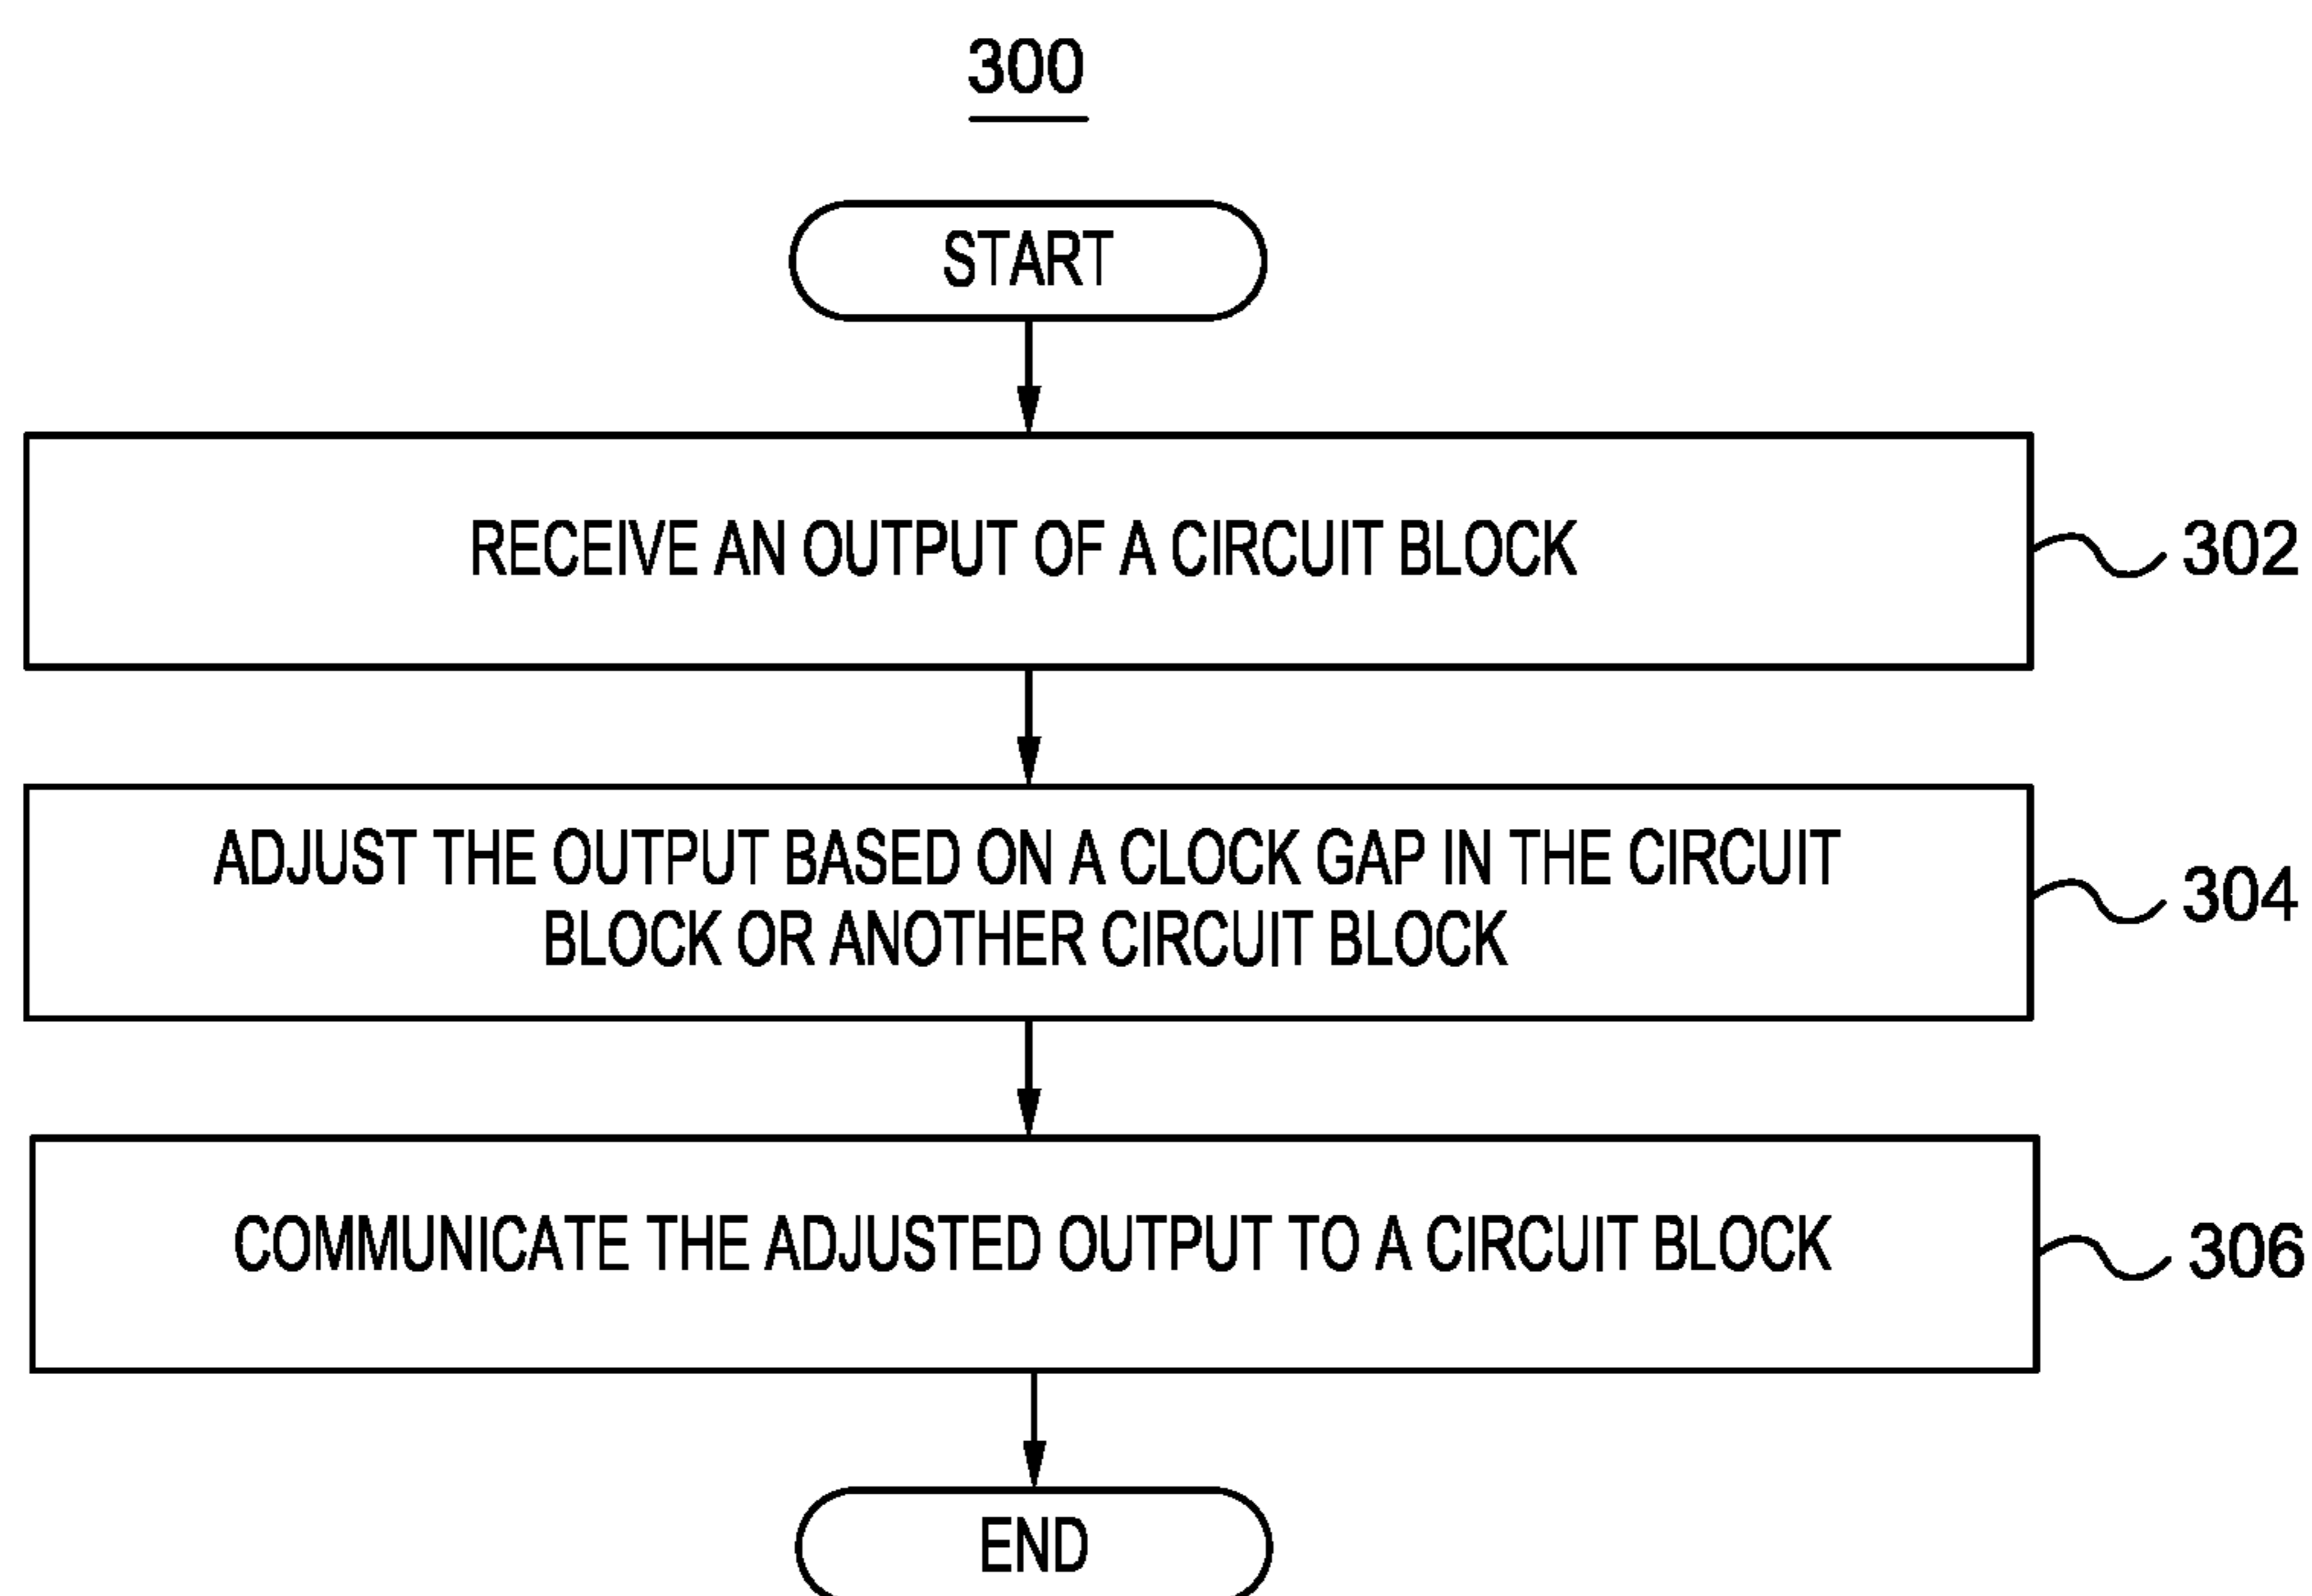 300
START
RECEIVE AN OUTPUT OF A CIRCUIT BLOCK
302
ADJUST THE OUTPUT BASED ON A CLOCK GAP IN THE CIRCUIT
BLOCK OR ANOTHER CIRCUIT BLOCK
304
COMMUNICATE THE ADJUSTED OUTPUT TO A CIRCUIT BLOCK
306
END